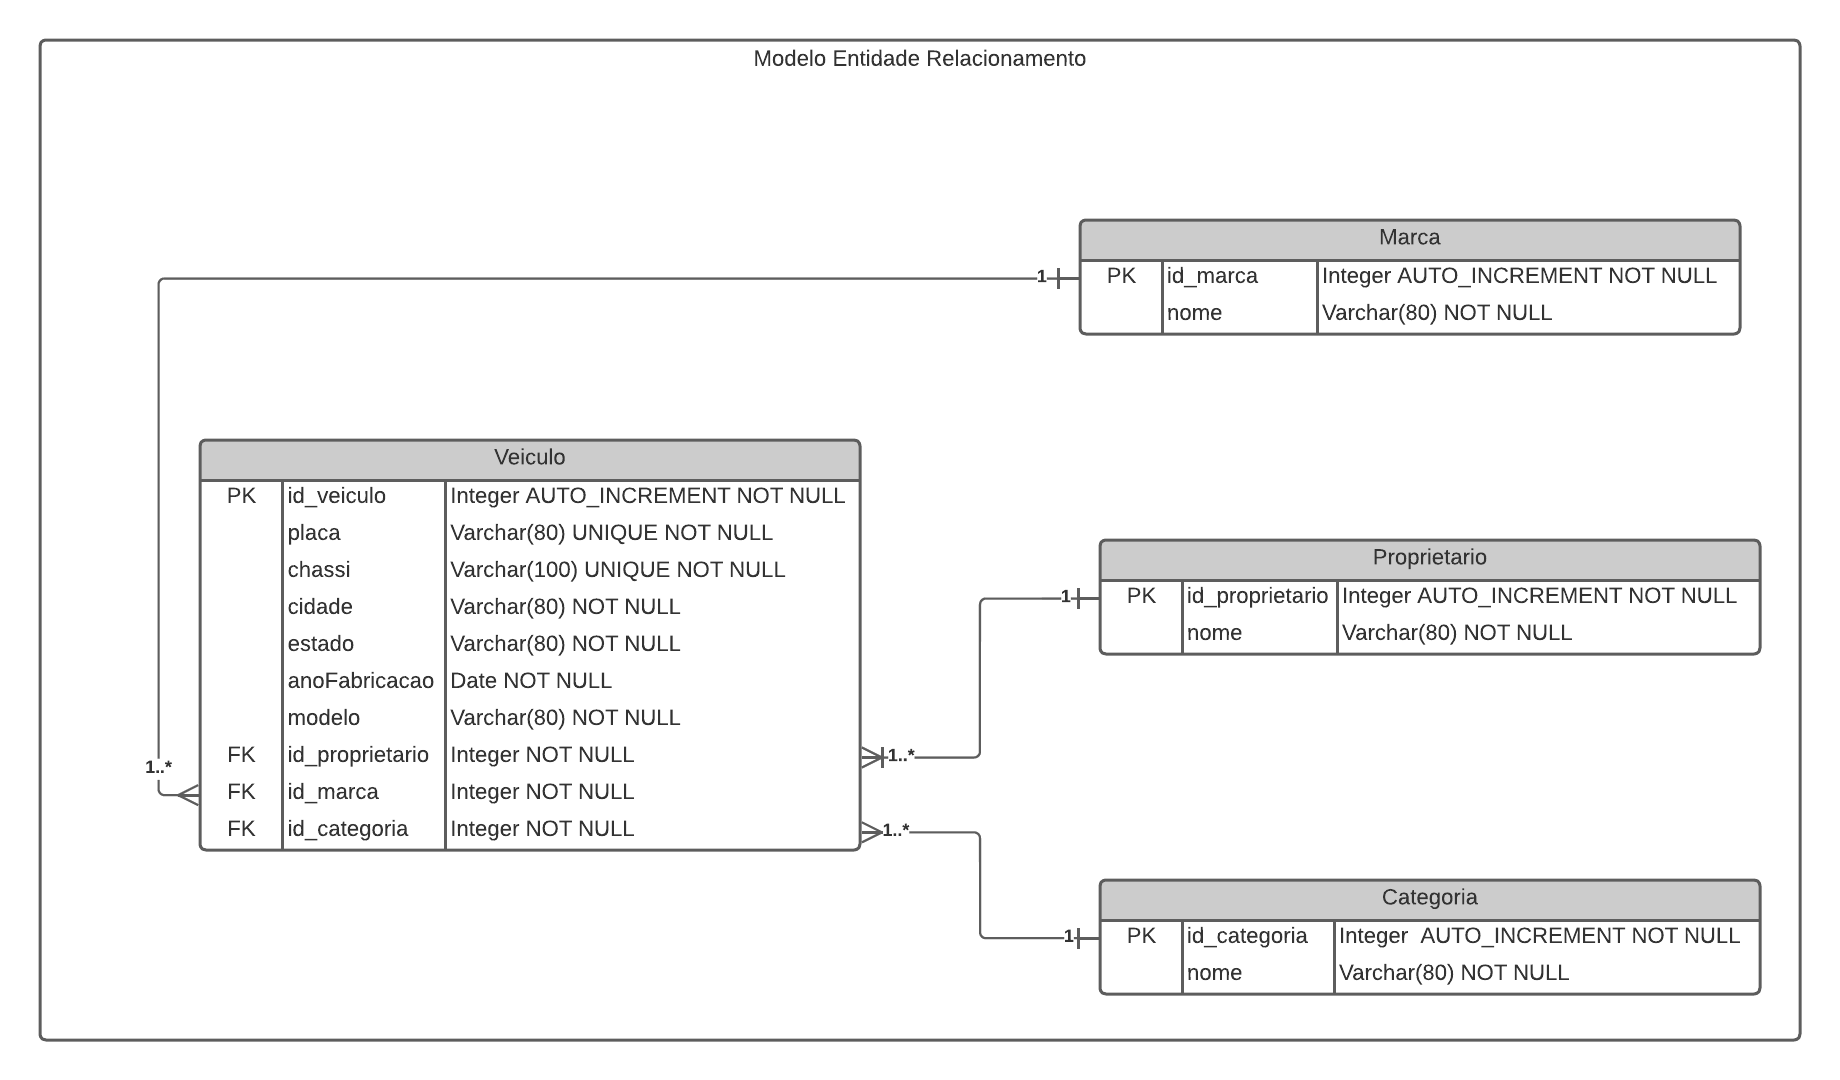 Modelo Entidade Relacionamento
Marca
PK id_marca Integer AUTO_INCREMENT NOT NULL
nome Varchar(80) NOT NULL
1
1..*
Veiculo
PK id_veiculo Integer AUTO_INCREMENT NOT NULL
placa Varchar(80) UNIQUE NOT NULL
chassi Varchar(100) UNIQUE NOT NULL
cidade Varchar(80) NOT NULL
estado Varchar(80) NOT NULL
anoFabricacao Date NOT NULL
modelo Varchar(80) NOT NULL
FK id_proprietario Integer NOT NULL
FK id_marca Integer NOT NULL
FK id_categoria Integer NOT NULL
1..*
1
Proprietario
PK id_proprietario Integer AUTO_INCREMENT NOT NULL
nome Varchar(80) NOT NULL
1..*
1
Categoria
PK id_categoria Integer AUTO_INCREMENT NOT NULL
nome Varchar(80) NOT NULL